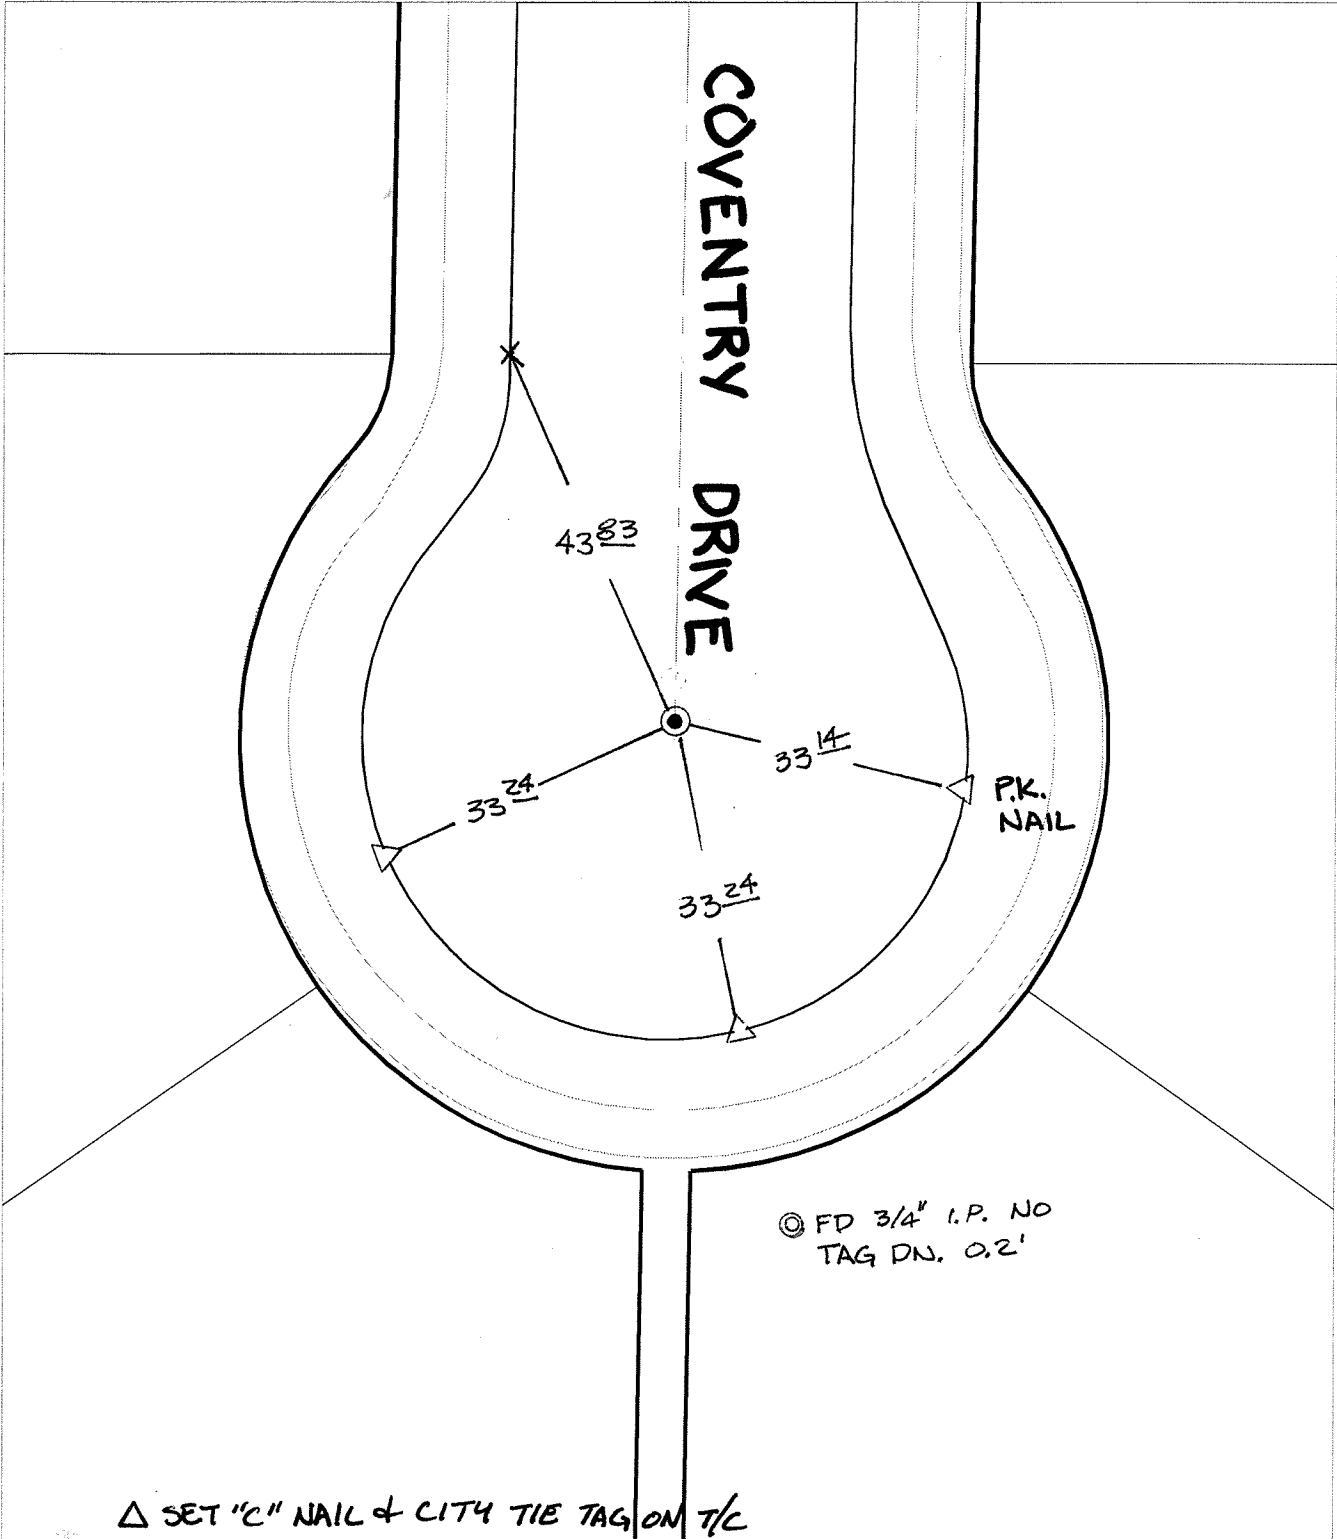 COVENTRY DRIVE
43 83
33 14
33 24
P.K.
NAIL
33 24
FD 3/4" I.P. NO
TAG DN. 0.2'
△ SET "C" NAIL & CITY TIE TAG ON T/C